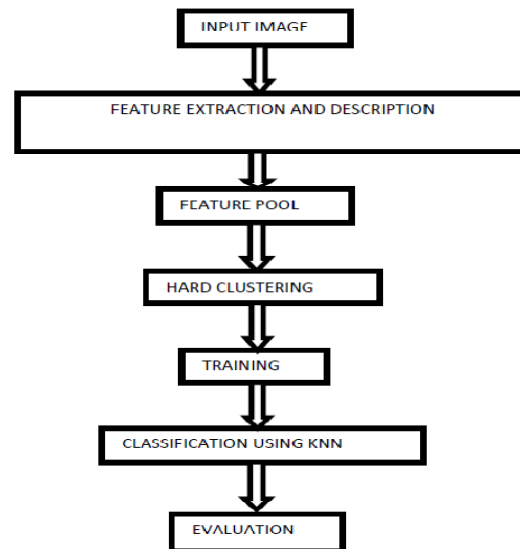 INPUT IMAGE
FEATURE EXTRACTION AND DESCRIPTION
FEATURE POOL
HARD CLUSTERING
TRAINING
CLASSIFICATION USING KNN
EVALUATION